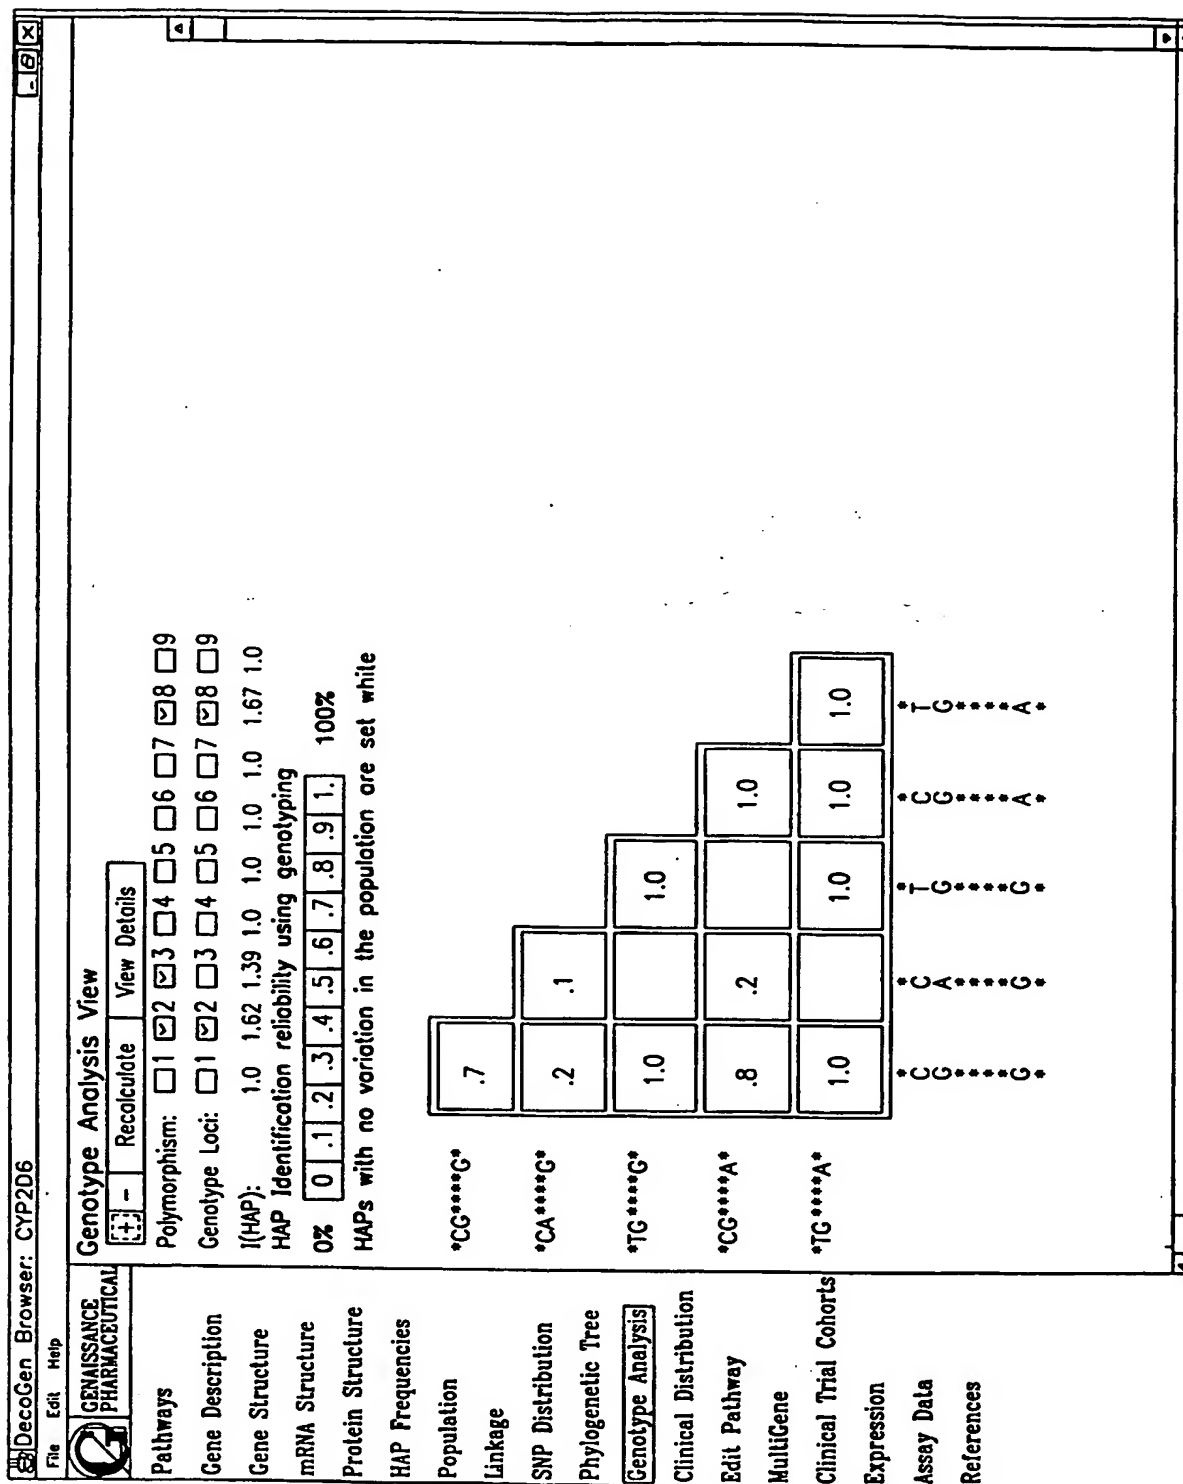 DecoGen Browser: CYP2D6
File Edit Help
GENAISSANCE
PHARMACEUTICAL
Pathways
Gene Description
Gene Structure
mRNA Structure
Protein Structure
HAP Frequencies
Population
Linkage
SNP Distribution
Phylogenetic Tree
Genotype Analysis
Clinical Distribution
Edit Pathway
MultiGene
Clinical Trial Cohorts
Expression
Assay Data
References
Genotype Analysis View
+ - Recalculate View Details
Polymorphism: 1 2 3 4 5 6 7 8 9
Genotype Loci: 1 2 3 4 5 6 7 8 9
I(HAP): 1.0 1.62 1.39 1.0 1.0 1.0 1.0 1.67 1.0
HAP Identification reliability using genotyping
0% 0 .1 .2 .3 .4 .5 .6 .7 .8 .9 1. 100%
HAPs with no variation in the population are set white
*CG****G* .7
*CA****G* .2 .1
*TG****G* 1.0 1.0
*CG****A* .8 .2 1.0
*TG****A* 1.0 1.0 1.0 1.0
*CG****G* *CA****G* *TG****G* *CG****A* *TG****A*